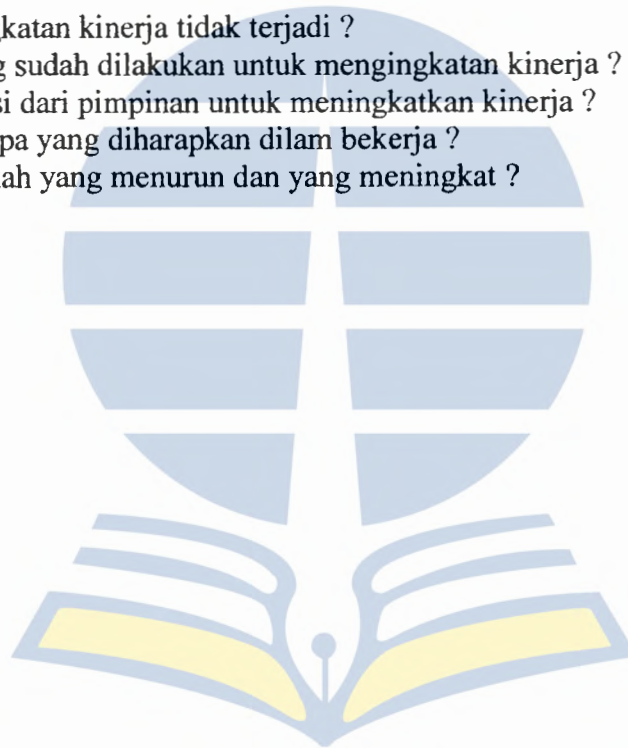 katan kinerja tidak terjadi ?
sudah dilakukan untuk mengingkatan kinerja ?
si dari pimpinan untuk meningkatkan kinerja ?
pa yang diharapkan dilam bekerja ?
ah yang menurun dan yang meningkat ?